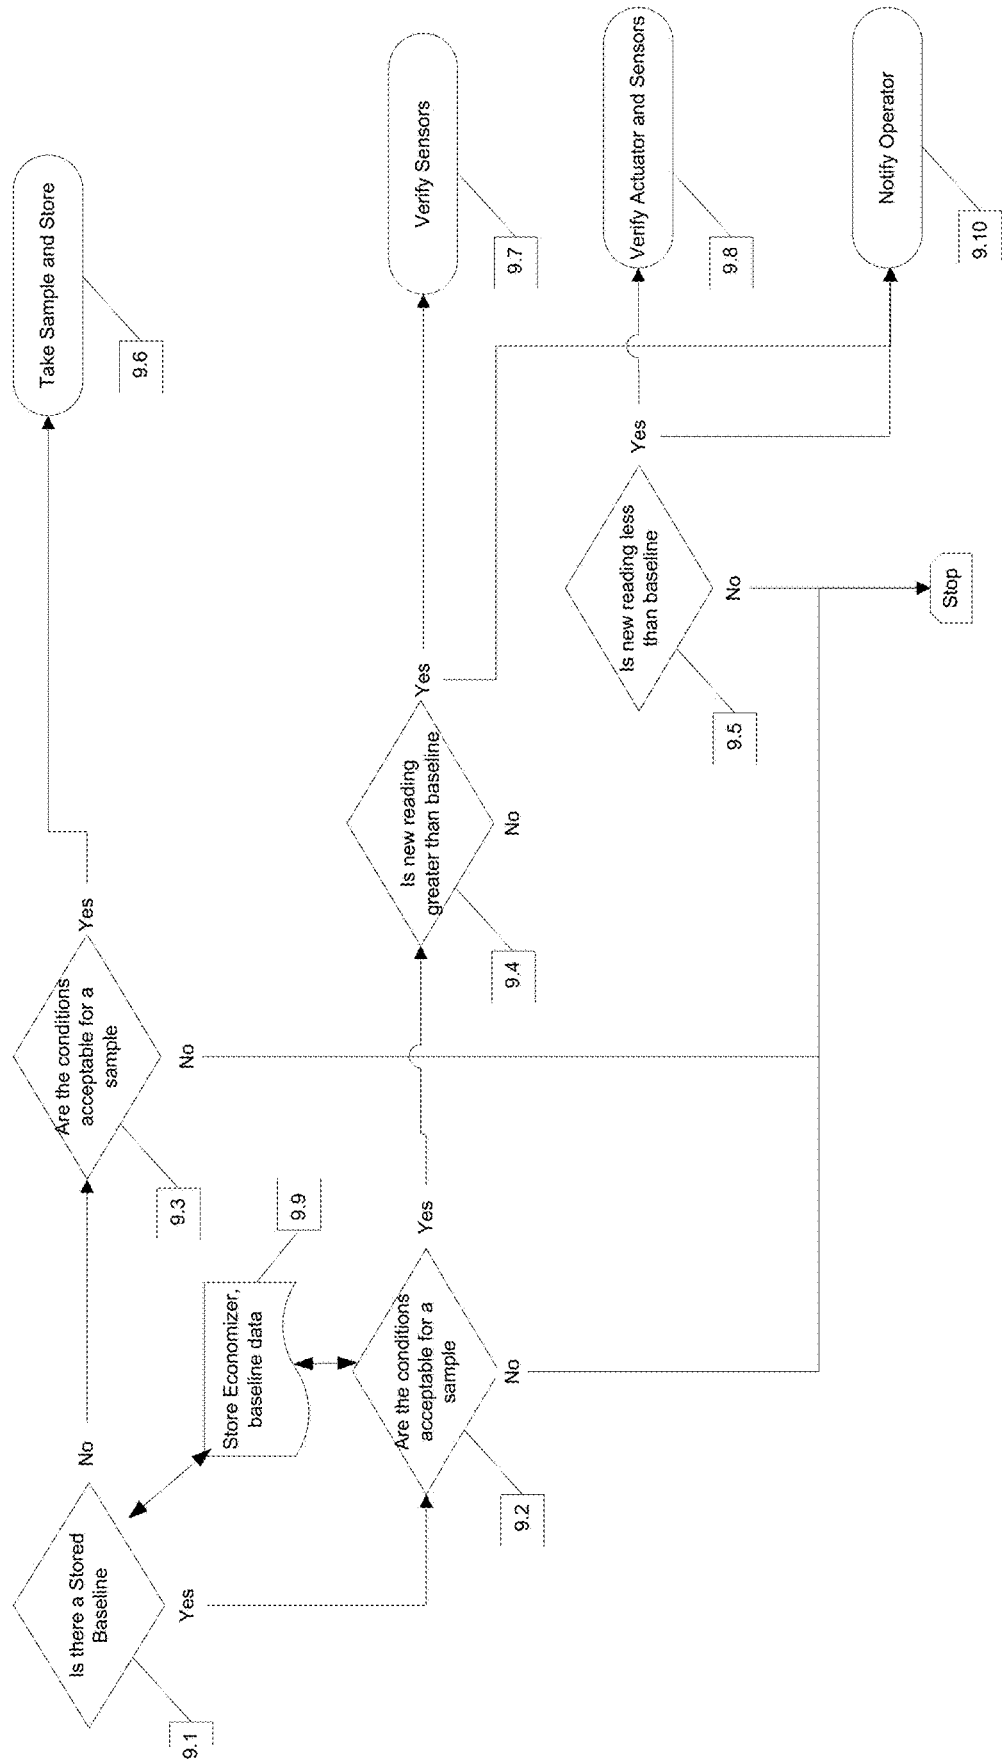 Is there a Stored
Baseline
9.1
No
Yes
Are the conditions
acceptable for a
sample
9.3
Yes
No
Take Sample and Store
9.6
Store Economizer,
baseline data
9.9
Are the conditions
acceptable for a
sample
9.2
Yes
No
Is new reading
greater than baseline
9.4
Yes
No
Verify Sensors
9.7
Is new reading less
than baseline
9.5
Yes
No
Verify Actuator and Sensors
9.8
Notify Operator
9.10
Stop